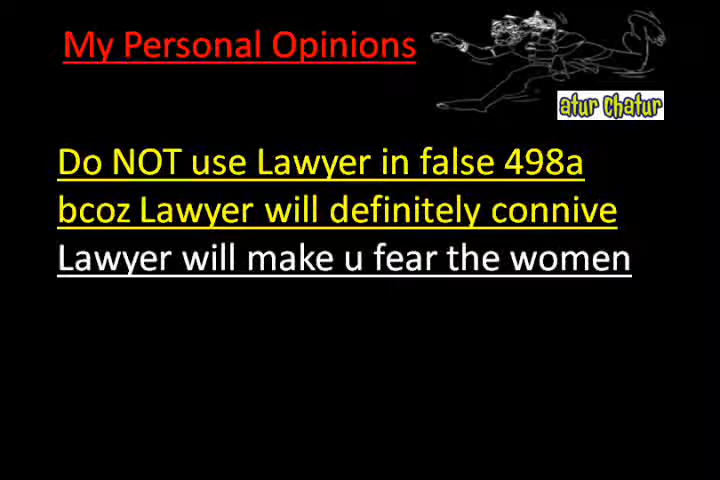 My Personal Opinions
atur chatur
Do NOT use Lawyer in false 498a
bcoz Lawyer will definitely connive
Lawyer will make u fear the women